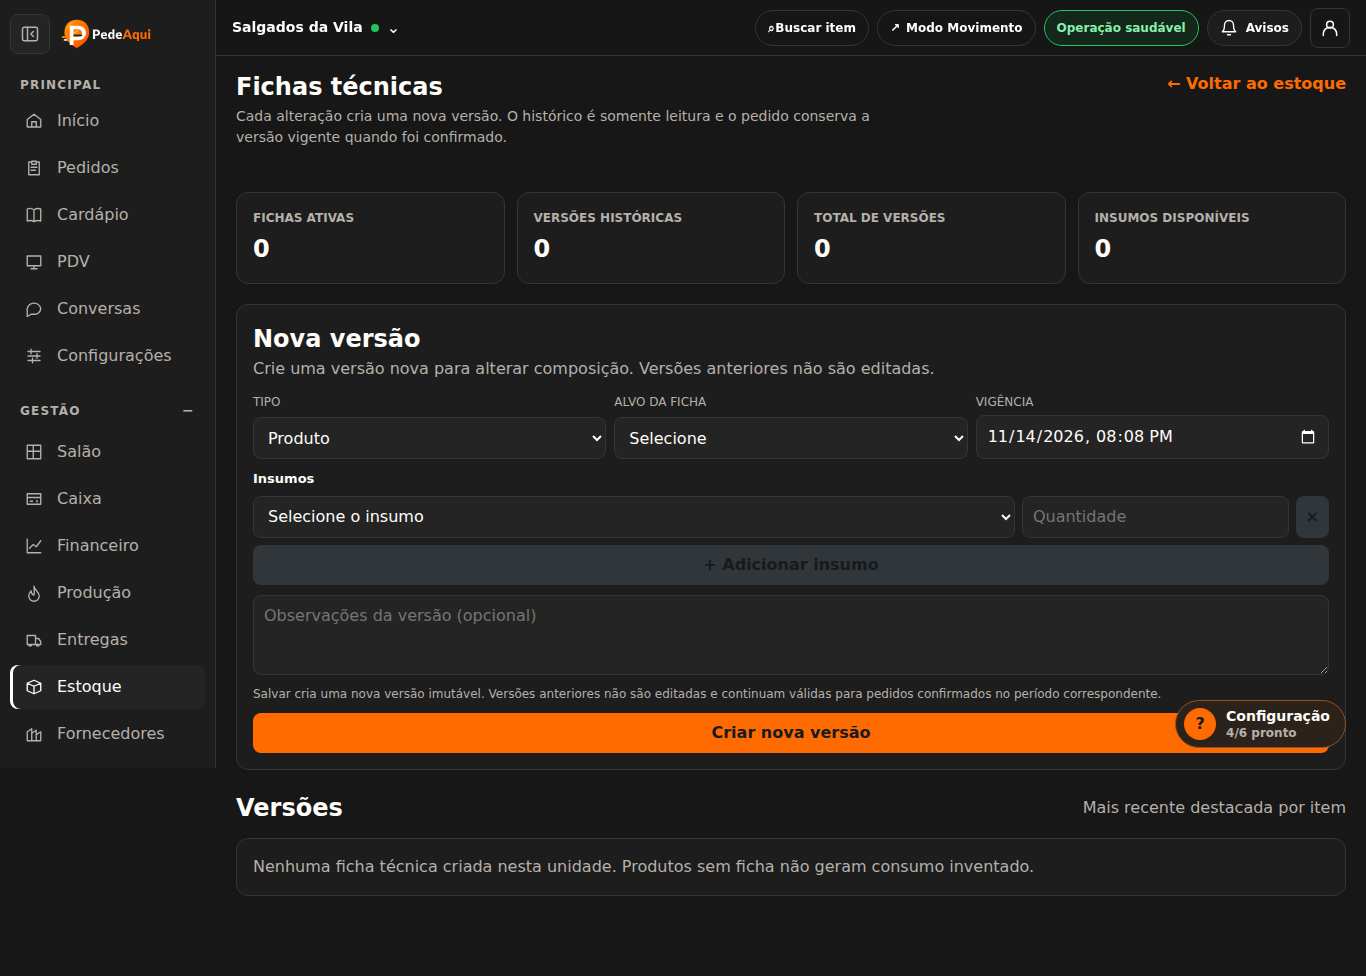 PedeAqui
Salgados da Vila
Buscar item
↗ Modo Movimento
Operação saudável
Avisos
PRINCIPAL
Início
Pedidos
Cardápio
PDV
Conversas
Configurações
GESTÃO −
Salão
Caixa
Financeiro
Produção
Entregas
Estoque
Fornecedores
Fichas técnicas
← Voltar ao estoque
Cada alteração cria uma nova versão. O histórico é somente leitura e o pedido conserva a
versão vigente quando foi confirmado.
FICHAS ATIVAS
0
VERSÕES HISTÓRICAS
0
TOTAL DE VERSÕES
0
INSUMOS DISPONÍVEIS
0
Nova versão
Crie uma versão nova para alterar composição. Versões anteriores não são editadas.
TIPO
Produto
ALVO DA FICHA
Selecione
VIGÊNCIA
11/14/2026, 08:08 PM
Insumos
Selecione o insumo
Quantidade
×
+ Adicionar insumo
Observações da versão (opcional)
Salvar cria uma nova versão imutável. Versões anteriores não são editadas e continuam válidas para pedidos confirmados no período correspondente.
Criar nova versão
?
Configuração
4/6 pronto
Versões
Mais recente destacada por item
Nenhuma ficha técnica criada nesta unidade. Produtos sem ficha não geram consumo inventado.